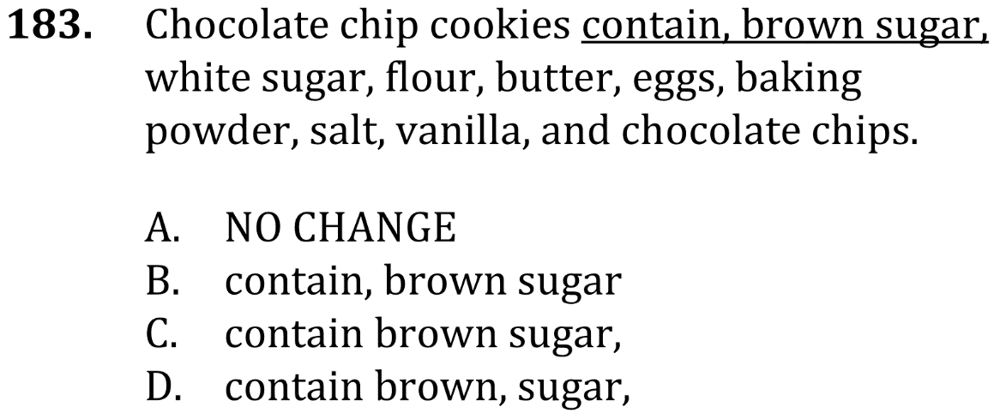 183. Chocolate chip cookies contain, brown sugar,
white sugar, flour, butter, eggs, baking
powder, salt, vanilla, and chocolate chips.
A. NO CHANGE
B. contain, brown sugar
C. contain brown sugar,
D. contain brown, sugar,